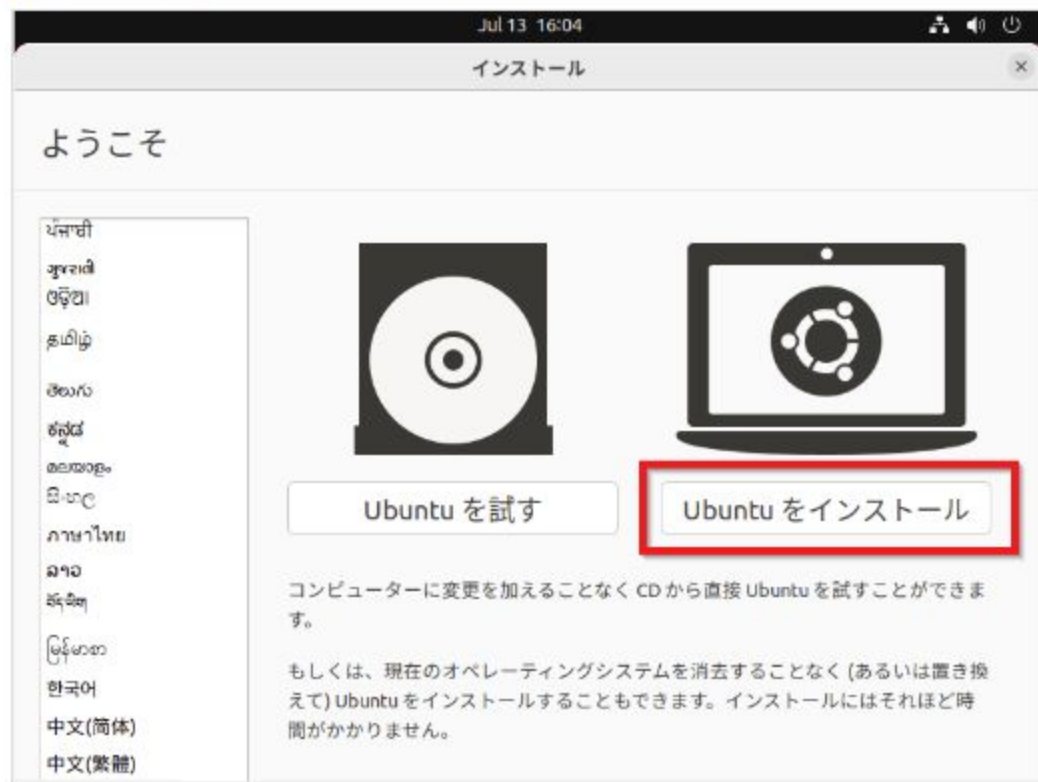 Jul 13 16:04
インストール
ようこそ
ਪੰਜਾਬੀ
ગુજરાતી
ଓଡ଼ିଆ
தமிழ்
తెలుగు
ಕನ್ನಡ
മലയാളം
සිංහල
ภาษาไทย
ລາວ
བོད་ཡིག
မြန်မာစာ
한국어
中文(简体)
中文(繁體)
Ubuntu を試す
Ubuntu をインストール
コンピューターに変更を加えることなく CD から直接 Ubuntu を試すことができま
す。
もしくは、現在のオペレーティングシステムを消去することなく (あるいは置き換
えて) Ubuntu をインストールすることもできます。インストールにはそれほど時
間がかかりません。